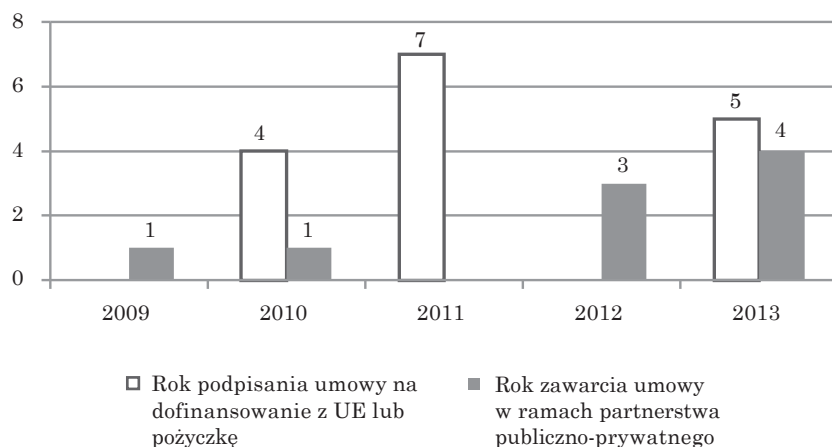 8
7
6
5
4
4
4
3
2
1
1
0
2009
2010
2011
2012
2013
Rok podpisania umowy na
dofinansowanie z UE lub
pożyczkę
Rok zawarcia umowy
w ramach partnerstwa
publiczno-prywatnego